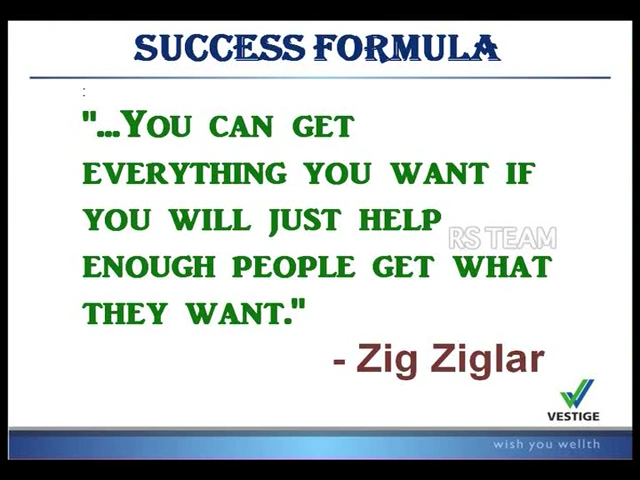 SUCCESS FORMULA
:
"...YOU CAN GET
EVERYTHING YOU WANT IF
YOU WILL JUST HELP
RS TEAM
ENOUGH PEOPLE GET WHAT
THEY WANT."
- Zig Ziglar
VESTIGE
wish you wellth